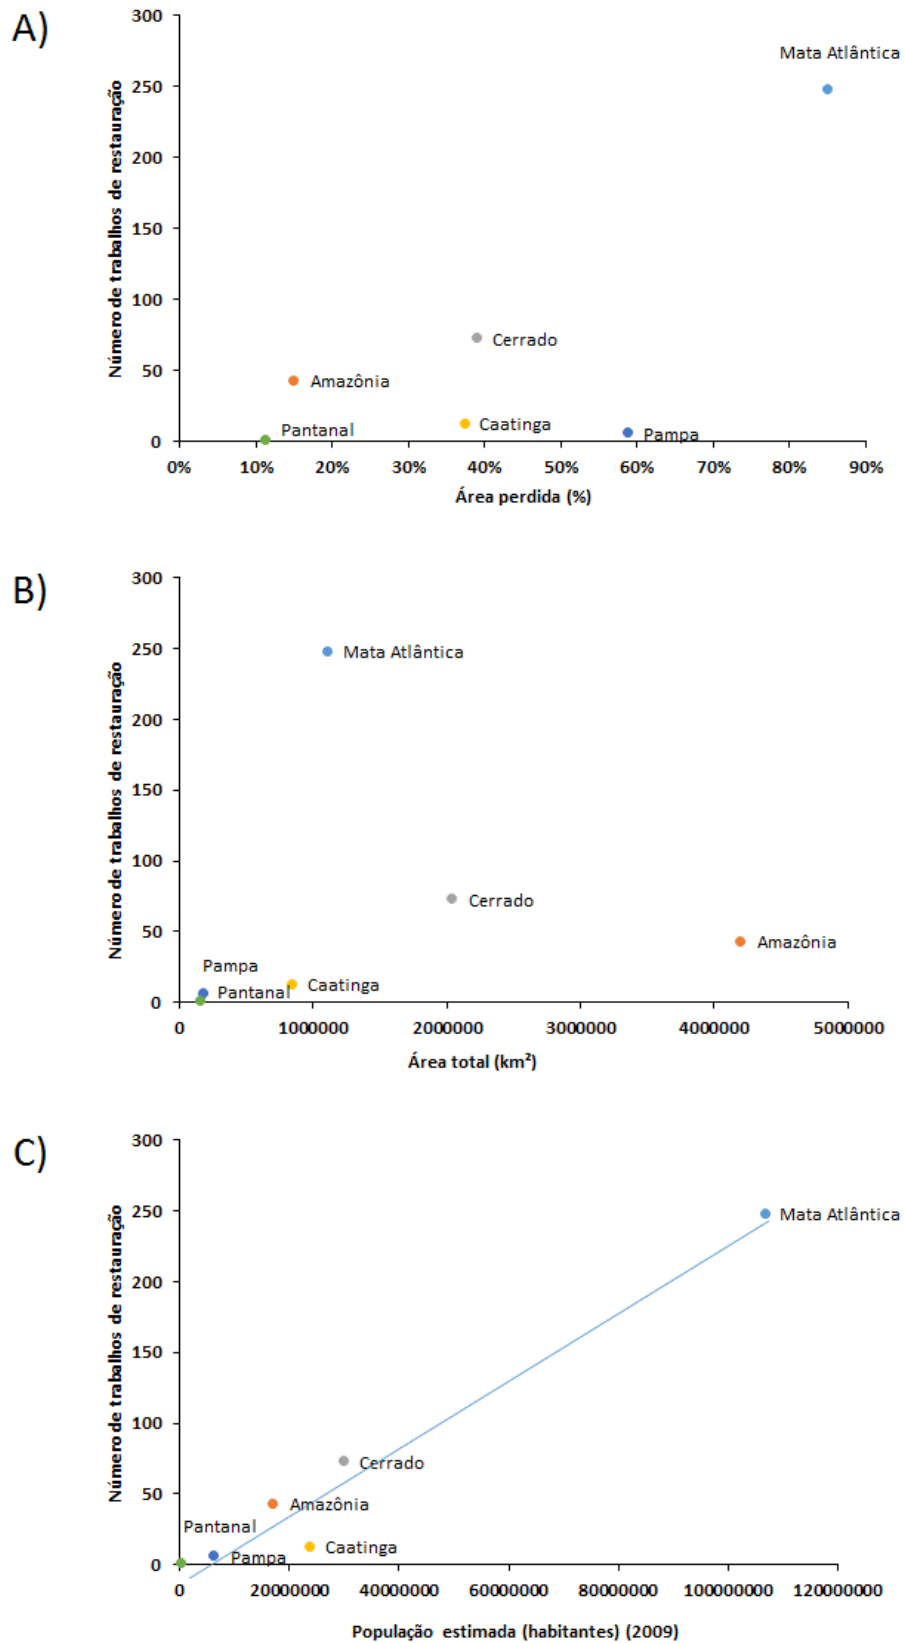 A)
Número de trabalhos de restauração
300
250
200
150
100
50
0
Mata Atlântica
Cerrado
Amazônia
Caatinga
Pantanal
Pampa
0% 10% 20% 30% 40% 50% 60% 70% 80% 90%
Área perdida (%)
B)
Número de trabalhos de restauração
300
250
200
150
100
50
0
Mata Atlântica
Cerrado
Amazônia
Pampa
Pantanal
Caatinga
0 1000000 2000000 3000000 4000000 5000000
Área total (km²)
C)
Número de trabalhos de restauração
300
250
200
150
100
50
0
Mata Atlântica
Cerrado
Amazônia
Pantanal
Caatinga
Pampa
0 20000000 40000000 60000000 80000000 100000000 120000000
População estimada (habitantes) (2009)